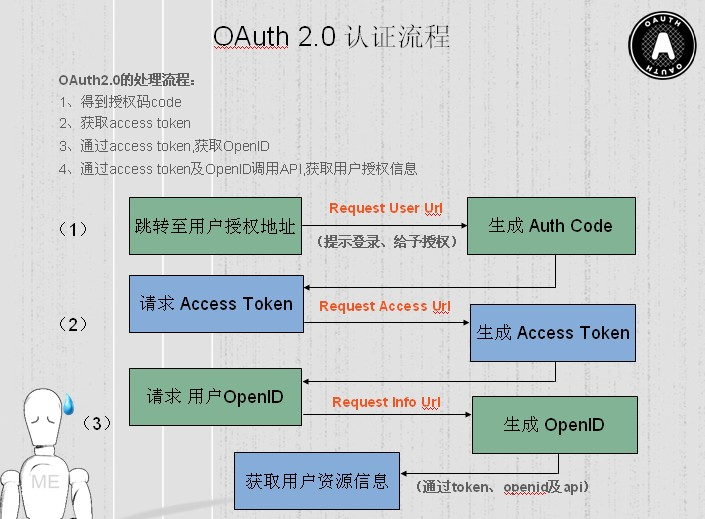 OAuth 2.0 认证流程
OAUTH
A
OAUTH
OAuth2.0的处理流程：
1、得到授权码code
2、获取access token
3、通过access token,获取OpenID
4、通过access token及OpenID调用API,获取用户授权信息
（1）
跳转至用户授权地址
Request User Url
（提示登录、给予授权）
生成 Auth Code
（2）
请求 Access Token
Request Access Url
生成 Access Token
（3）
请求 用户OpenID
Request Info Url
生成 OpenID
获取用户资源信息
（通过token、openid及api）
ME